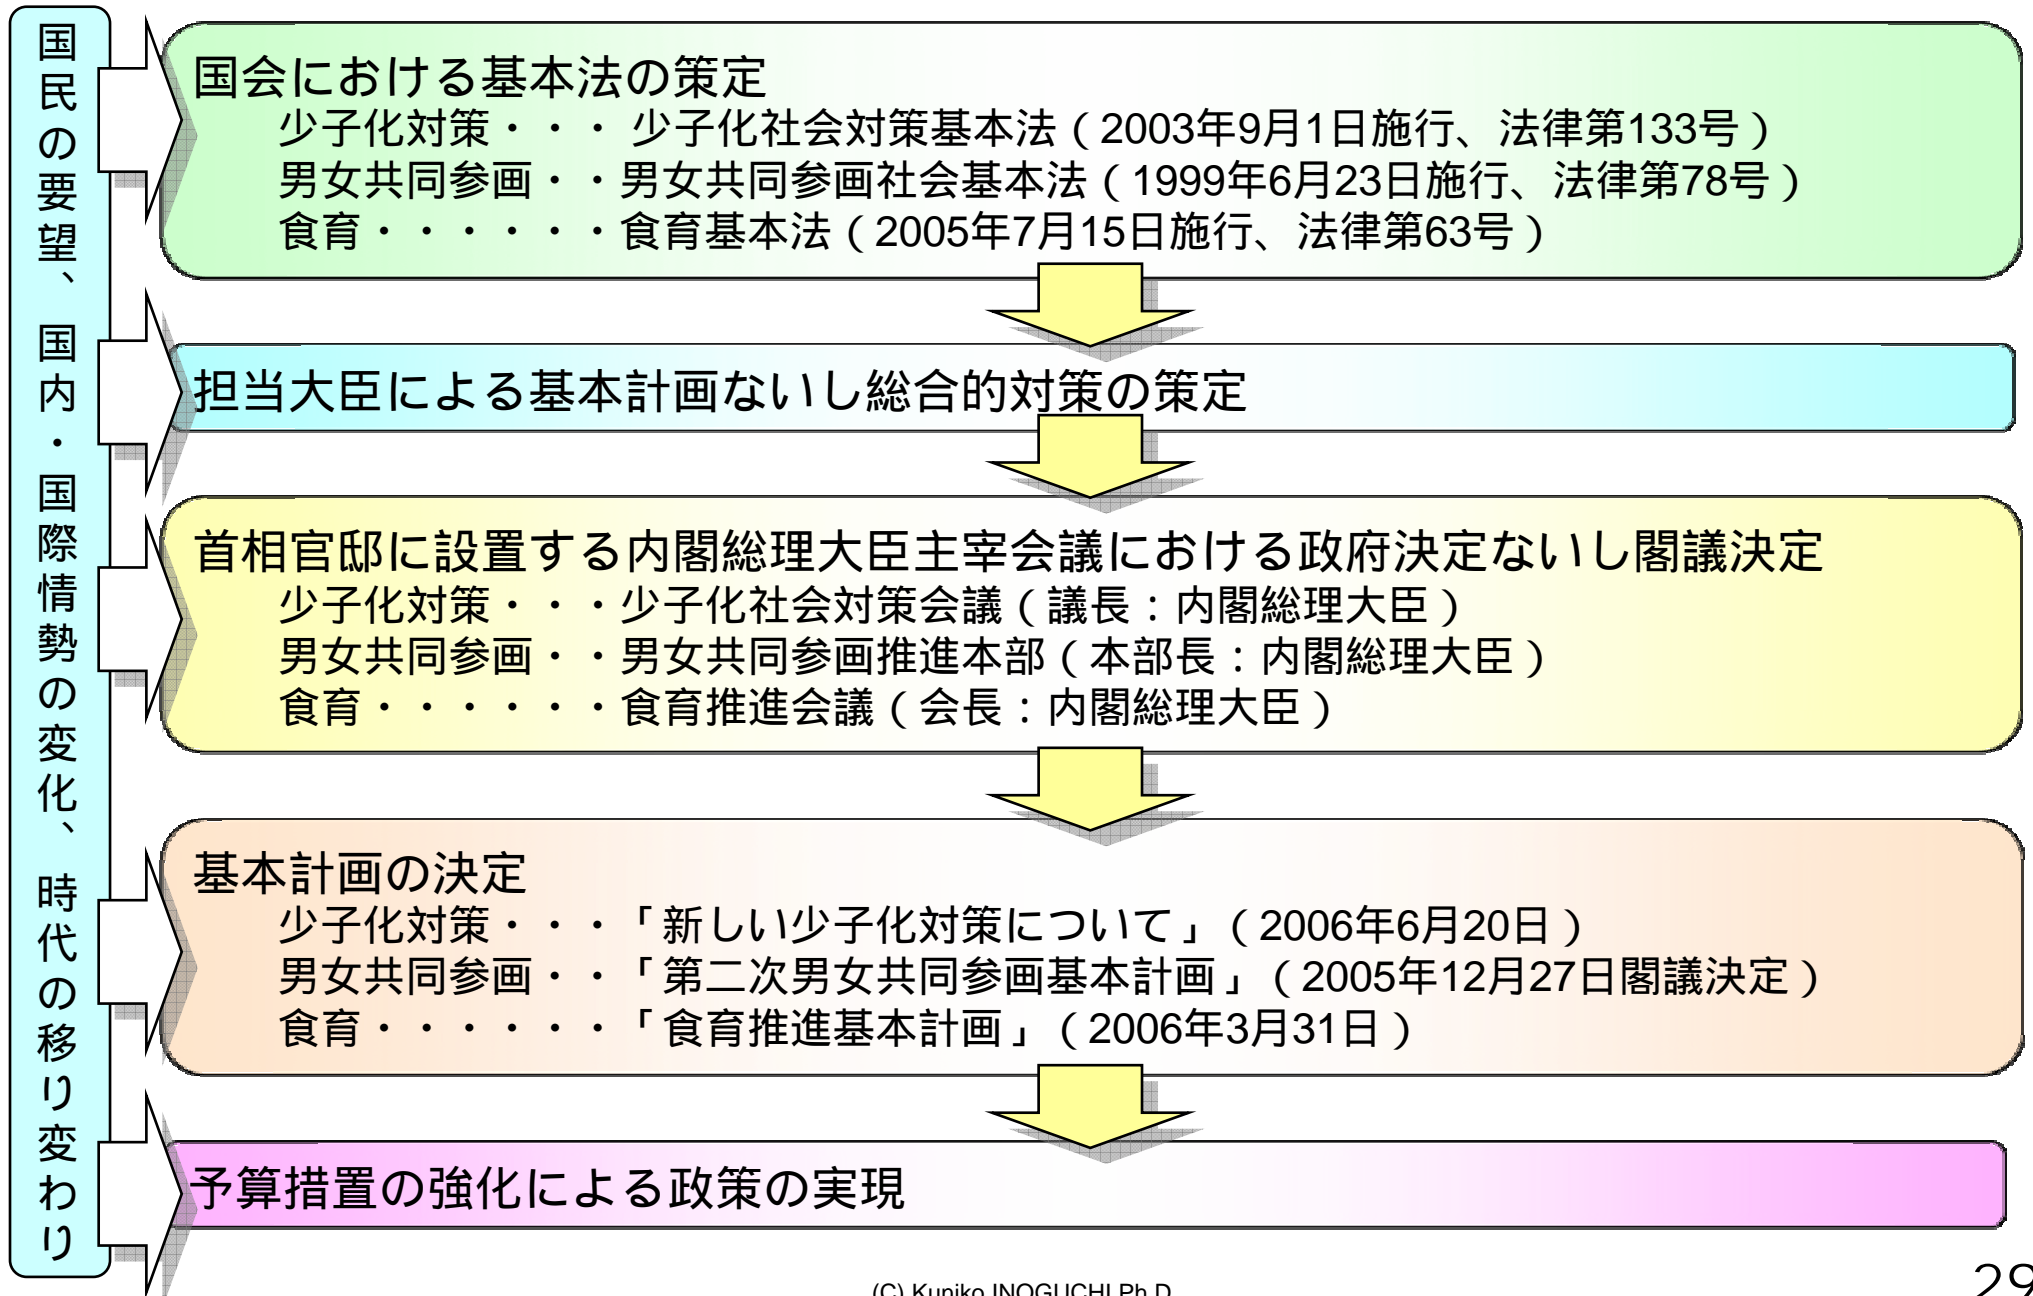 国民の要望、国内・国際情勢の変化、時代の移り変わり
国会における基本法の策定
少子化対策・・・ 少子化社会対策基本法(2003年9月1日施行、法律第133号)
男女共同参画・・男女共同参画社会基本法(1999年6月23日施行、法律第78号)
食育・・・・・・食育基本法(2005年7月15日施行、法律第63号)
担当大臣による基本計画ないし総合的対策の策定
首相官邸に設置する内閣総理大臣主宰会議における政府決定ないし閣議決定
少子化対策・・・少子化社会対策会議(議長:内閣総理大臣)
男女共同参画・・男女共同参画推進本部(本部長:内閣総理大臣)
食育・・・・・・食育推進会議(会長:内閣総理大臣)
基本計画の決定
少子化対策・・・「新しい少子化対策について」(2006年6月20日)
男女共同参画・・「第二次男女共同参画基本計画」(2005年12月27日閣議決定)
食育・・・・・・「食育推進基本計画」(2006年3月31日)
予算措置の強化による政策の実現
(C) Kuniko INOGUCHI Ph.D
29